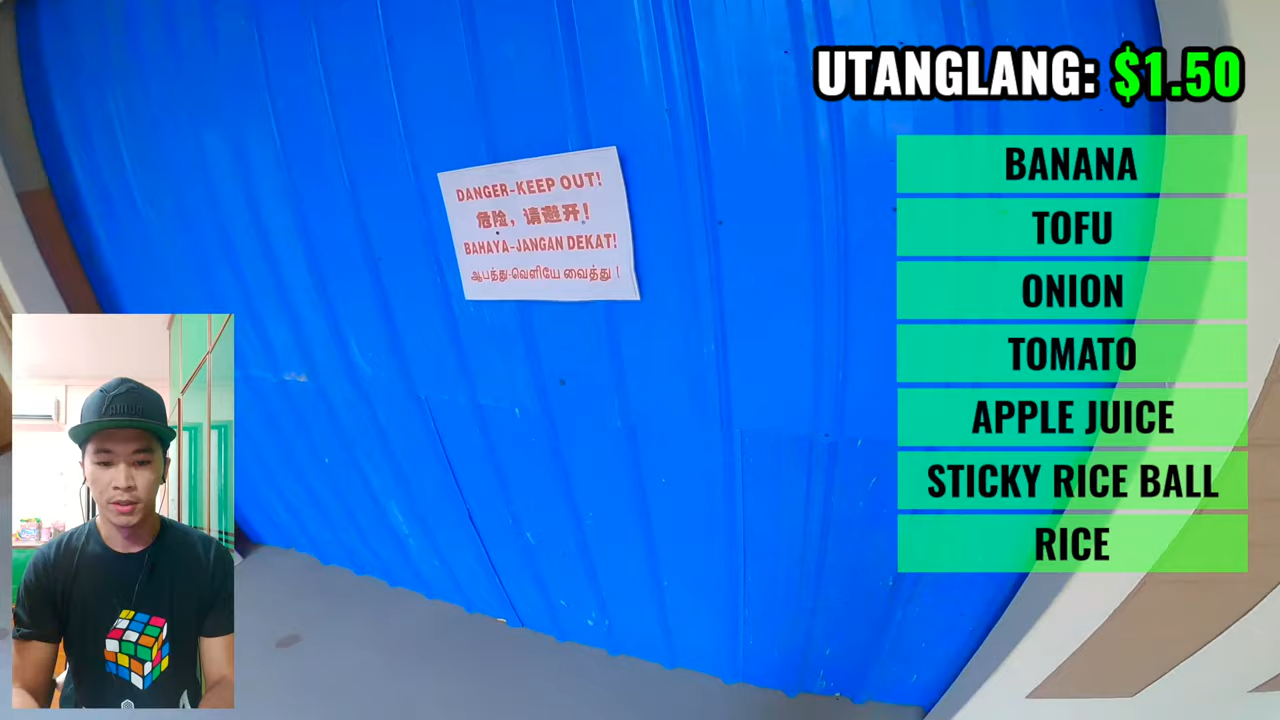 UTANGLANG: $1.50
DANGER-KEEP OUT!
危险, 请避开!
BAHAYA-JANGAN DEKAT!
ஆபத்து-வெளியே வைத்து !
BANANA
TOFU
ONION
TOMATO
APPLE JUICE
STICKY RICE BALL
RICE